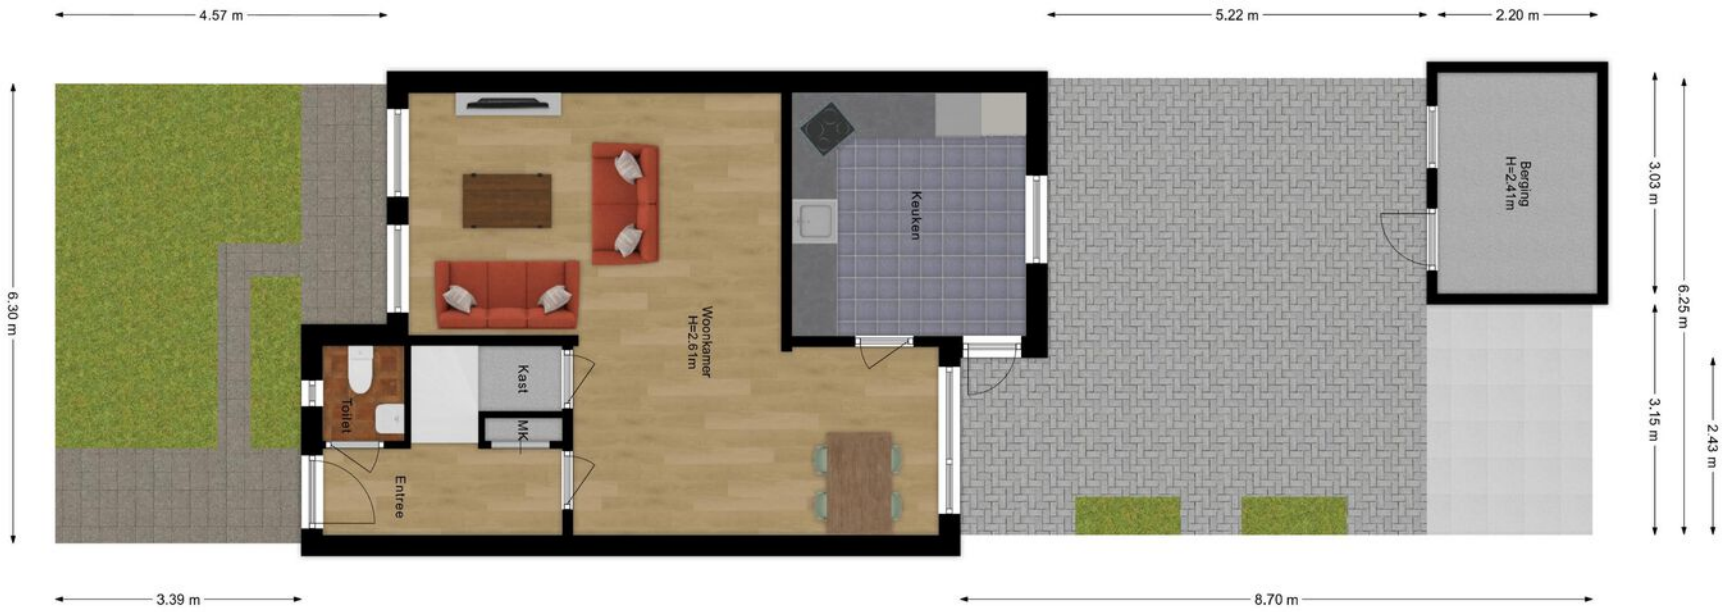 4.57 m
5.22 m
2.20 m
6.30 m
Woonkamer
H=2.61m
Keuken
Berging
H=2.41m
3.03 m
6.25 m
3.15 m
2.43 m
Toilet
Kast
MK
Entree
3.39 m
8.70 m